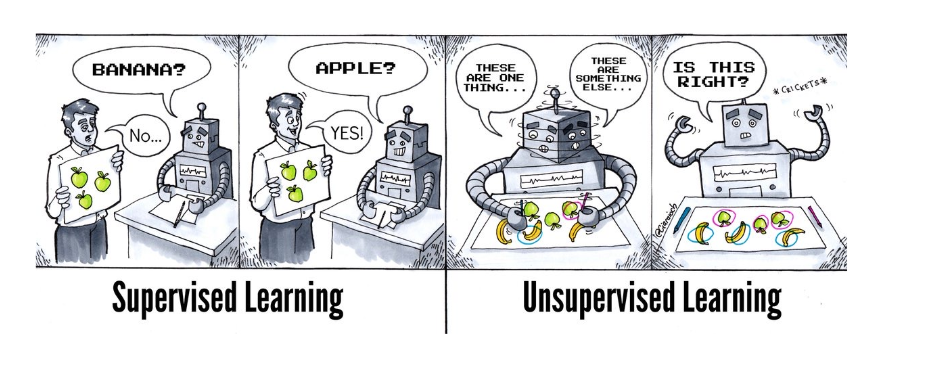 BANANA?
No...
APPLE?
YES!
THESE
ARE ONE
THING...
THESE
ARE
SOMETHING
ELSE...
IS THIS
RIGHT?
*CRICKETS*
Supervised Learning
Unsupervised Learning